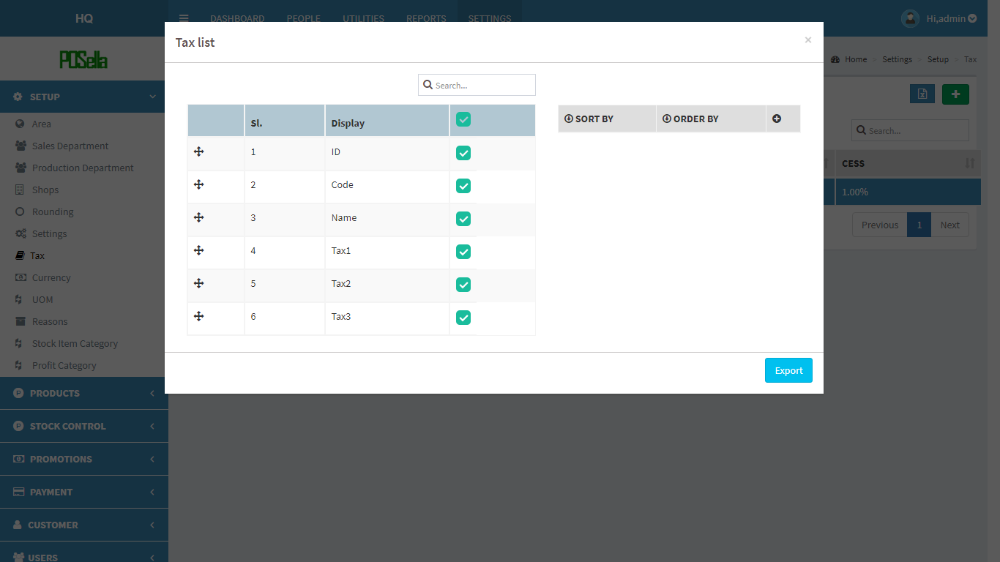 HQ
DASHBOARD PEOPLE UTILITIES REPORTS SETTINGS
Hi,admin
POSella
Home > Settings > Setup > Tax
SETUP
Area
Sales Department
Production Department
Shops
Rounding
Settings
Tax
Currency
UOM
Reasons
Stock Item Category
Profit Category
PRODUCTS
STOCK CONTROL
PROMOTIONS
PAYMENT
CUSTOMER
USERS
Tax list
×
Search...
Sl. Display
1 ID
2 Code
3 Name
4 Tax1
5 Tax2
6 Tax3
SORT BY ORDER BY
Export
Search...
CESS
1.00%
Previous 1 Next